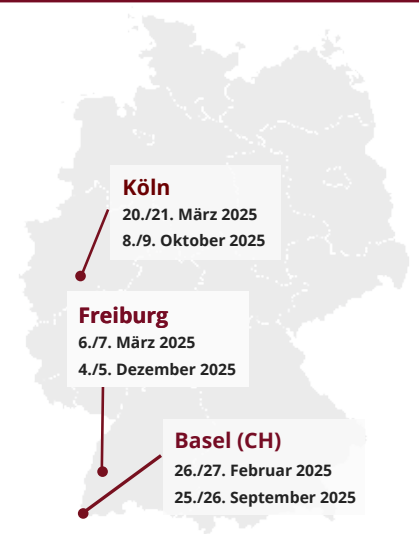 Köln
20./21. März 2025
8./9. Oktober 2025
Freiburg
6./7. März 2025
4./5. Dezember 2025
Basel (CH)
26./27. Februar 2025
25./26. September 2025